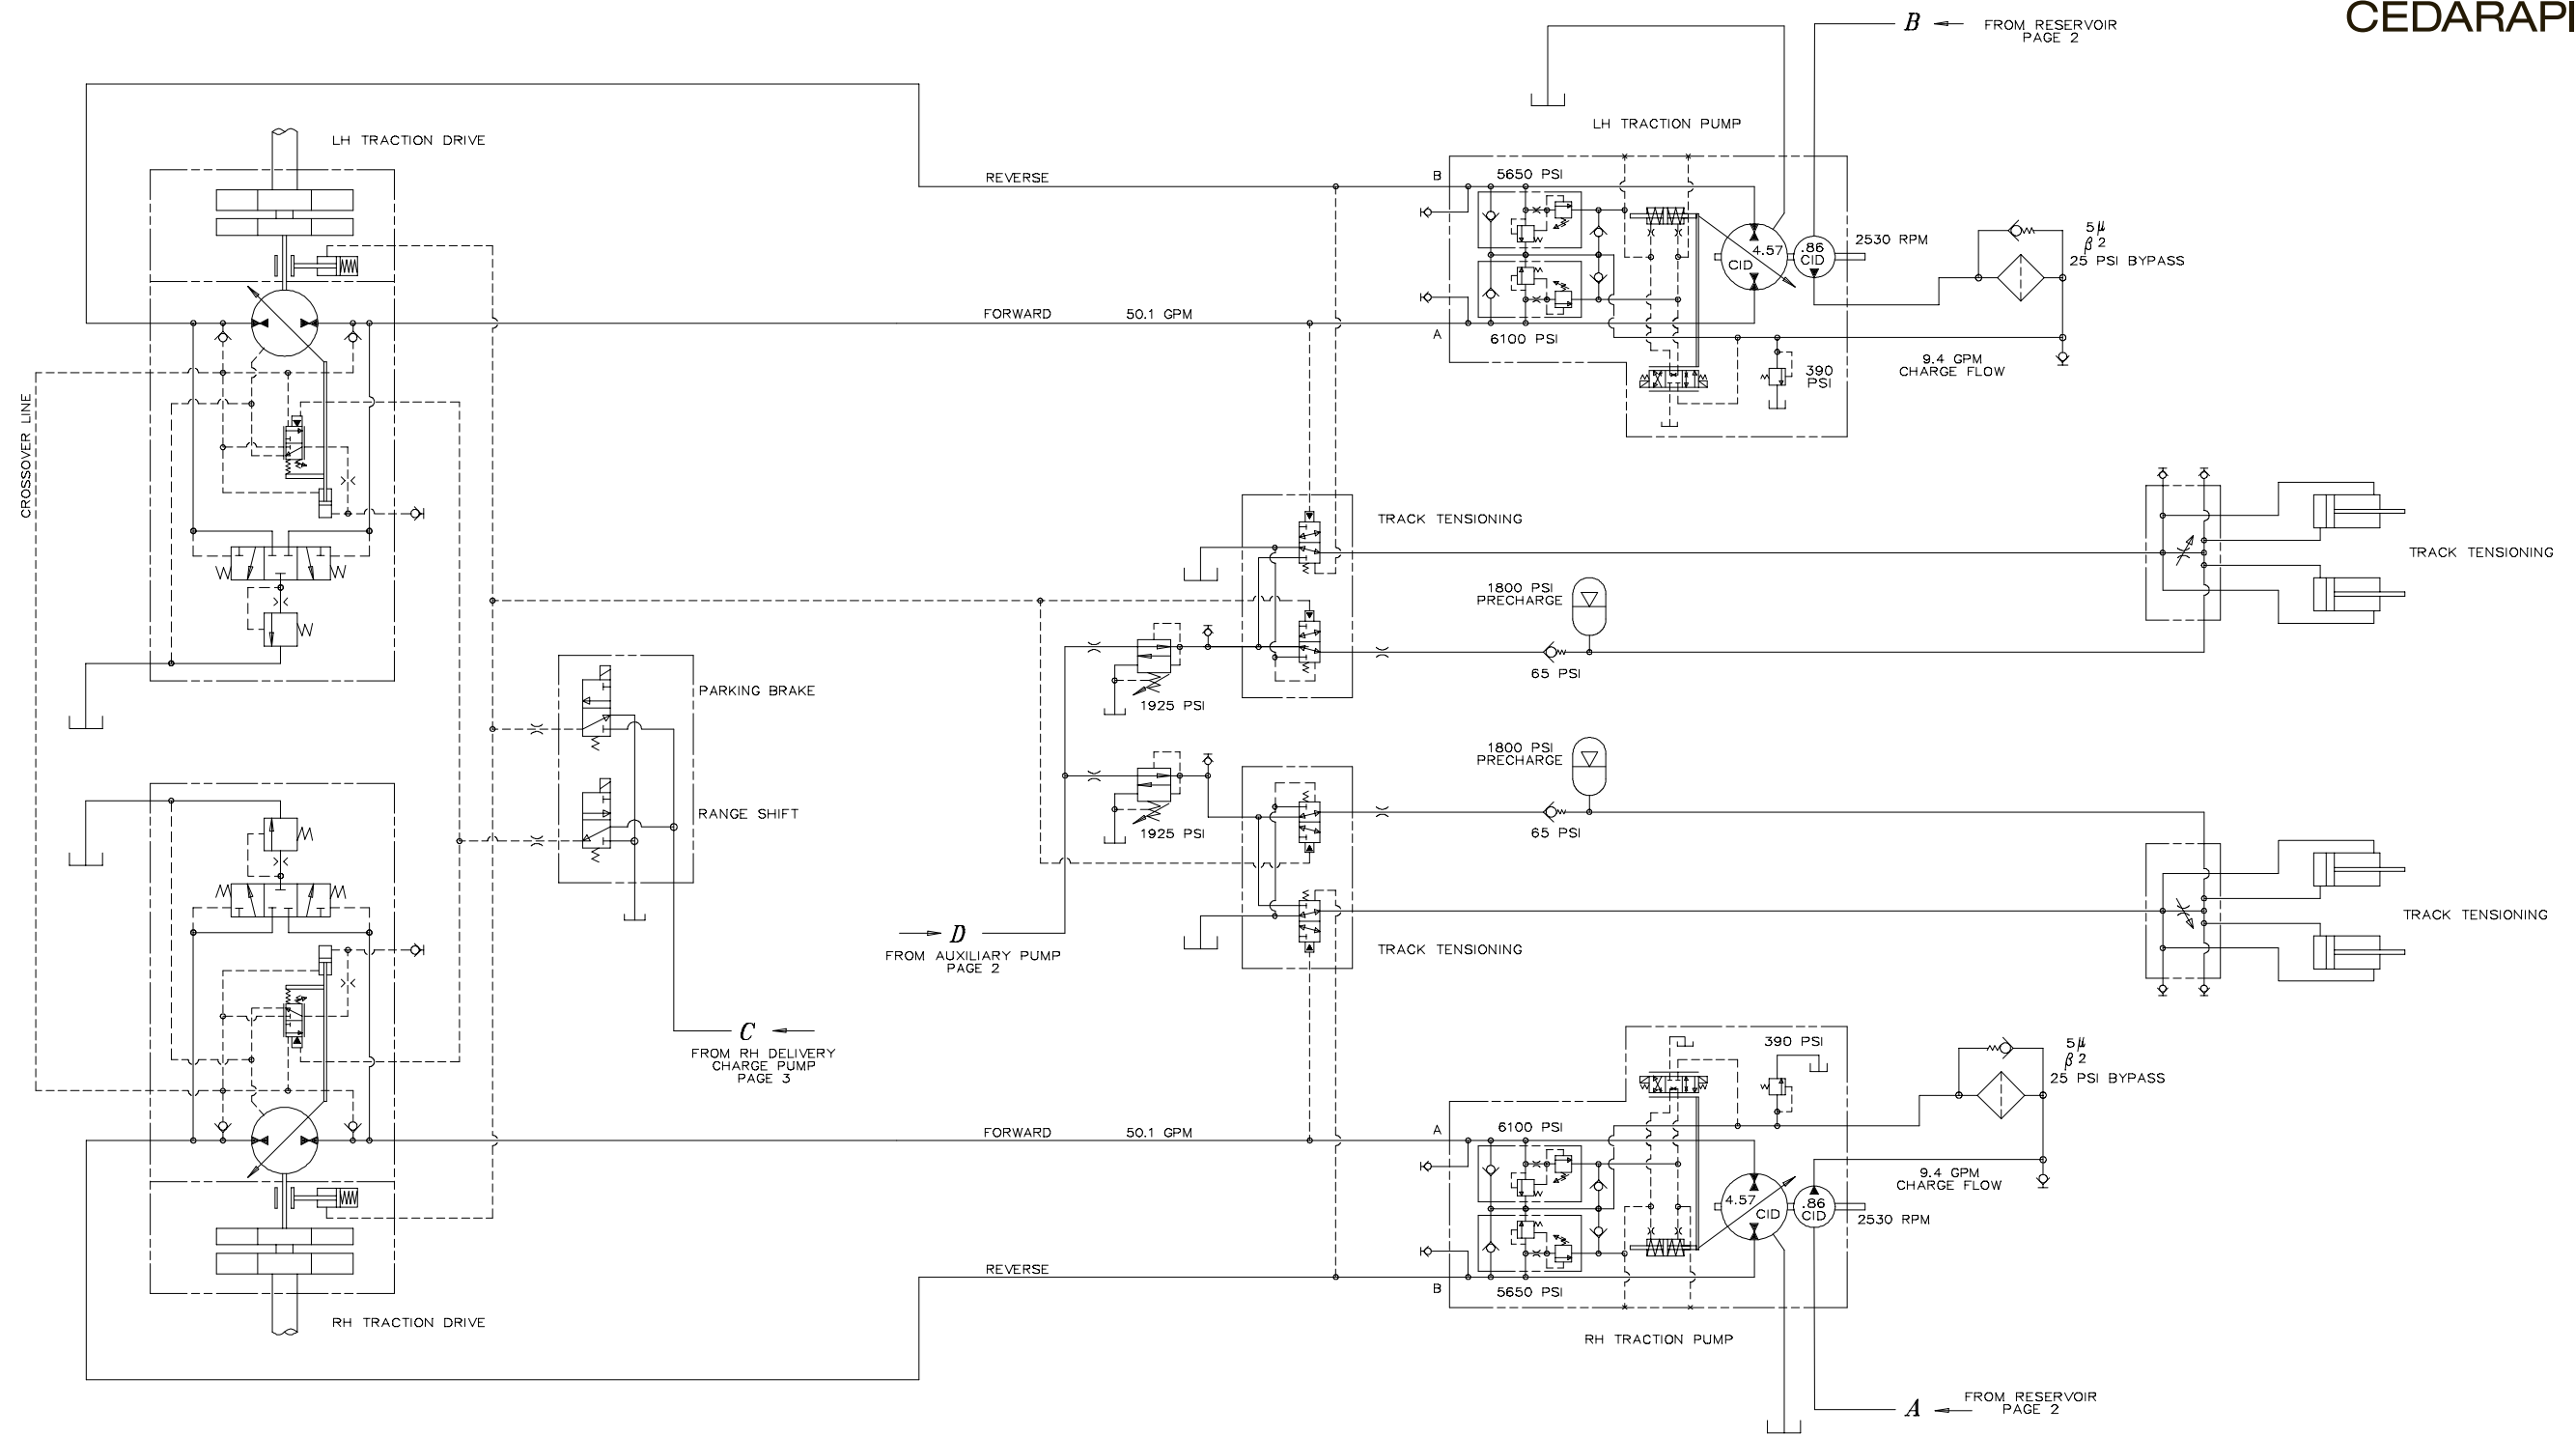 CEDARAPI
B
FROM RESERVOIR
PAGE 2
LH TRACTION DRIVE
LH TRACTION PUMP
REVERSE
B
5650 PSI
4.57
CID
.86
CID
2530 RPM
5µ
β 2
25 PSI BYPASS
FORWARD
50.1 GPM
A
6100 PSI
390
PSI
9.4 GPM
CHARGE FLOW
CROSSOVER LINE
TRACK TENSIONING
TRACK TENSIONING
1800 PSI
PRECHARGE
65 PSI
1925 PSI
PARKING BRAKE
RANGE SHIFT
1800 PSI
PRECHARGE
65 PSI
1925 PSI
D
FROM AUXILIARY PUMP
PAGE 2
TRACK TENSIONING
TRACK TENSIONING
C
FROM RH DELIVERY
CHARGE PUMP
PAGE 3
390 PSI
5µ
β 2
25 PSI BYPASS
FORWARD
50.1 GPM
A
6100 PSI
4.57
CID
.86
CID
2530 RPM
9.4 GPM
CHARGE FLOW
REVERSE
B
5650 PSI
RH TRACTION DRIVE
RH TRACTION PUMP
A
FROM RESERVOIR
PAGE 2